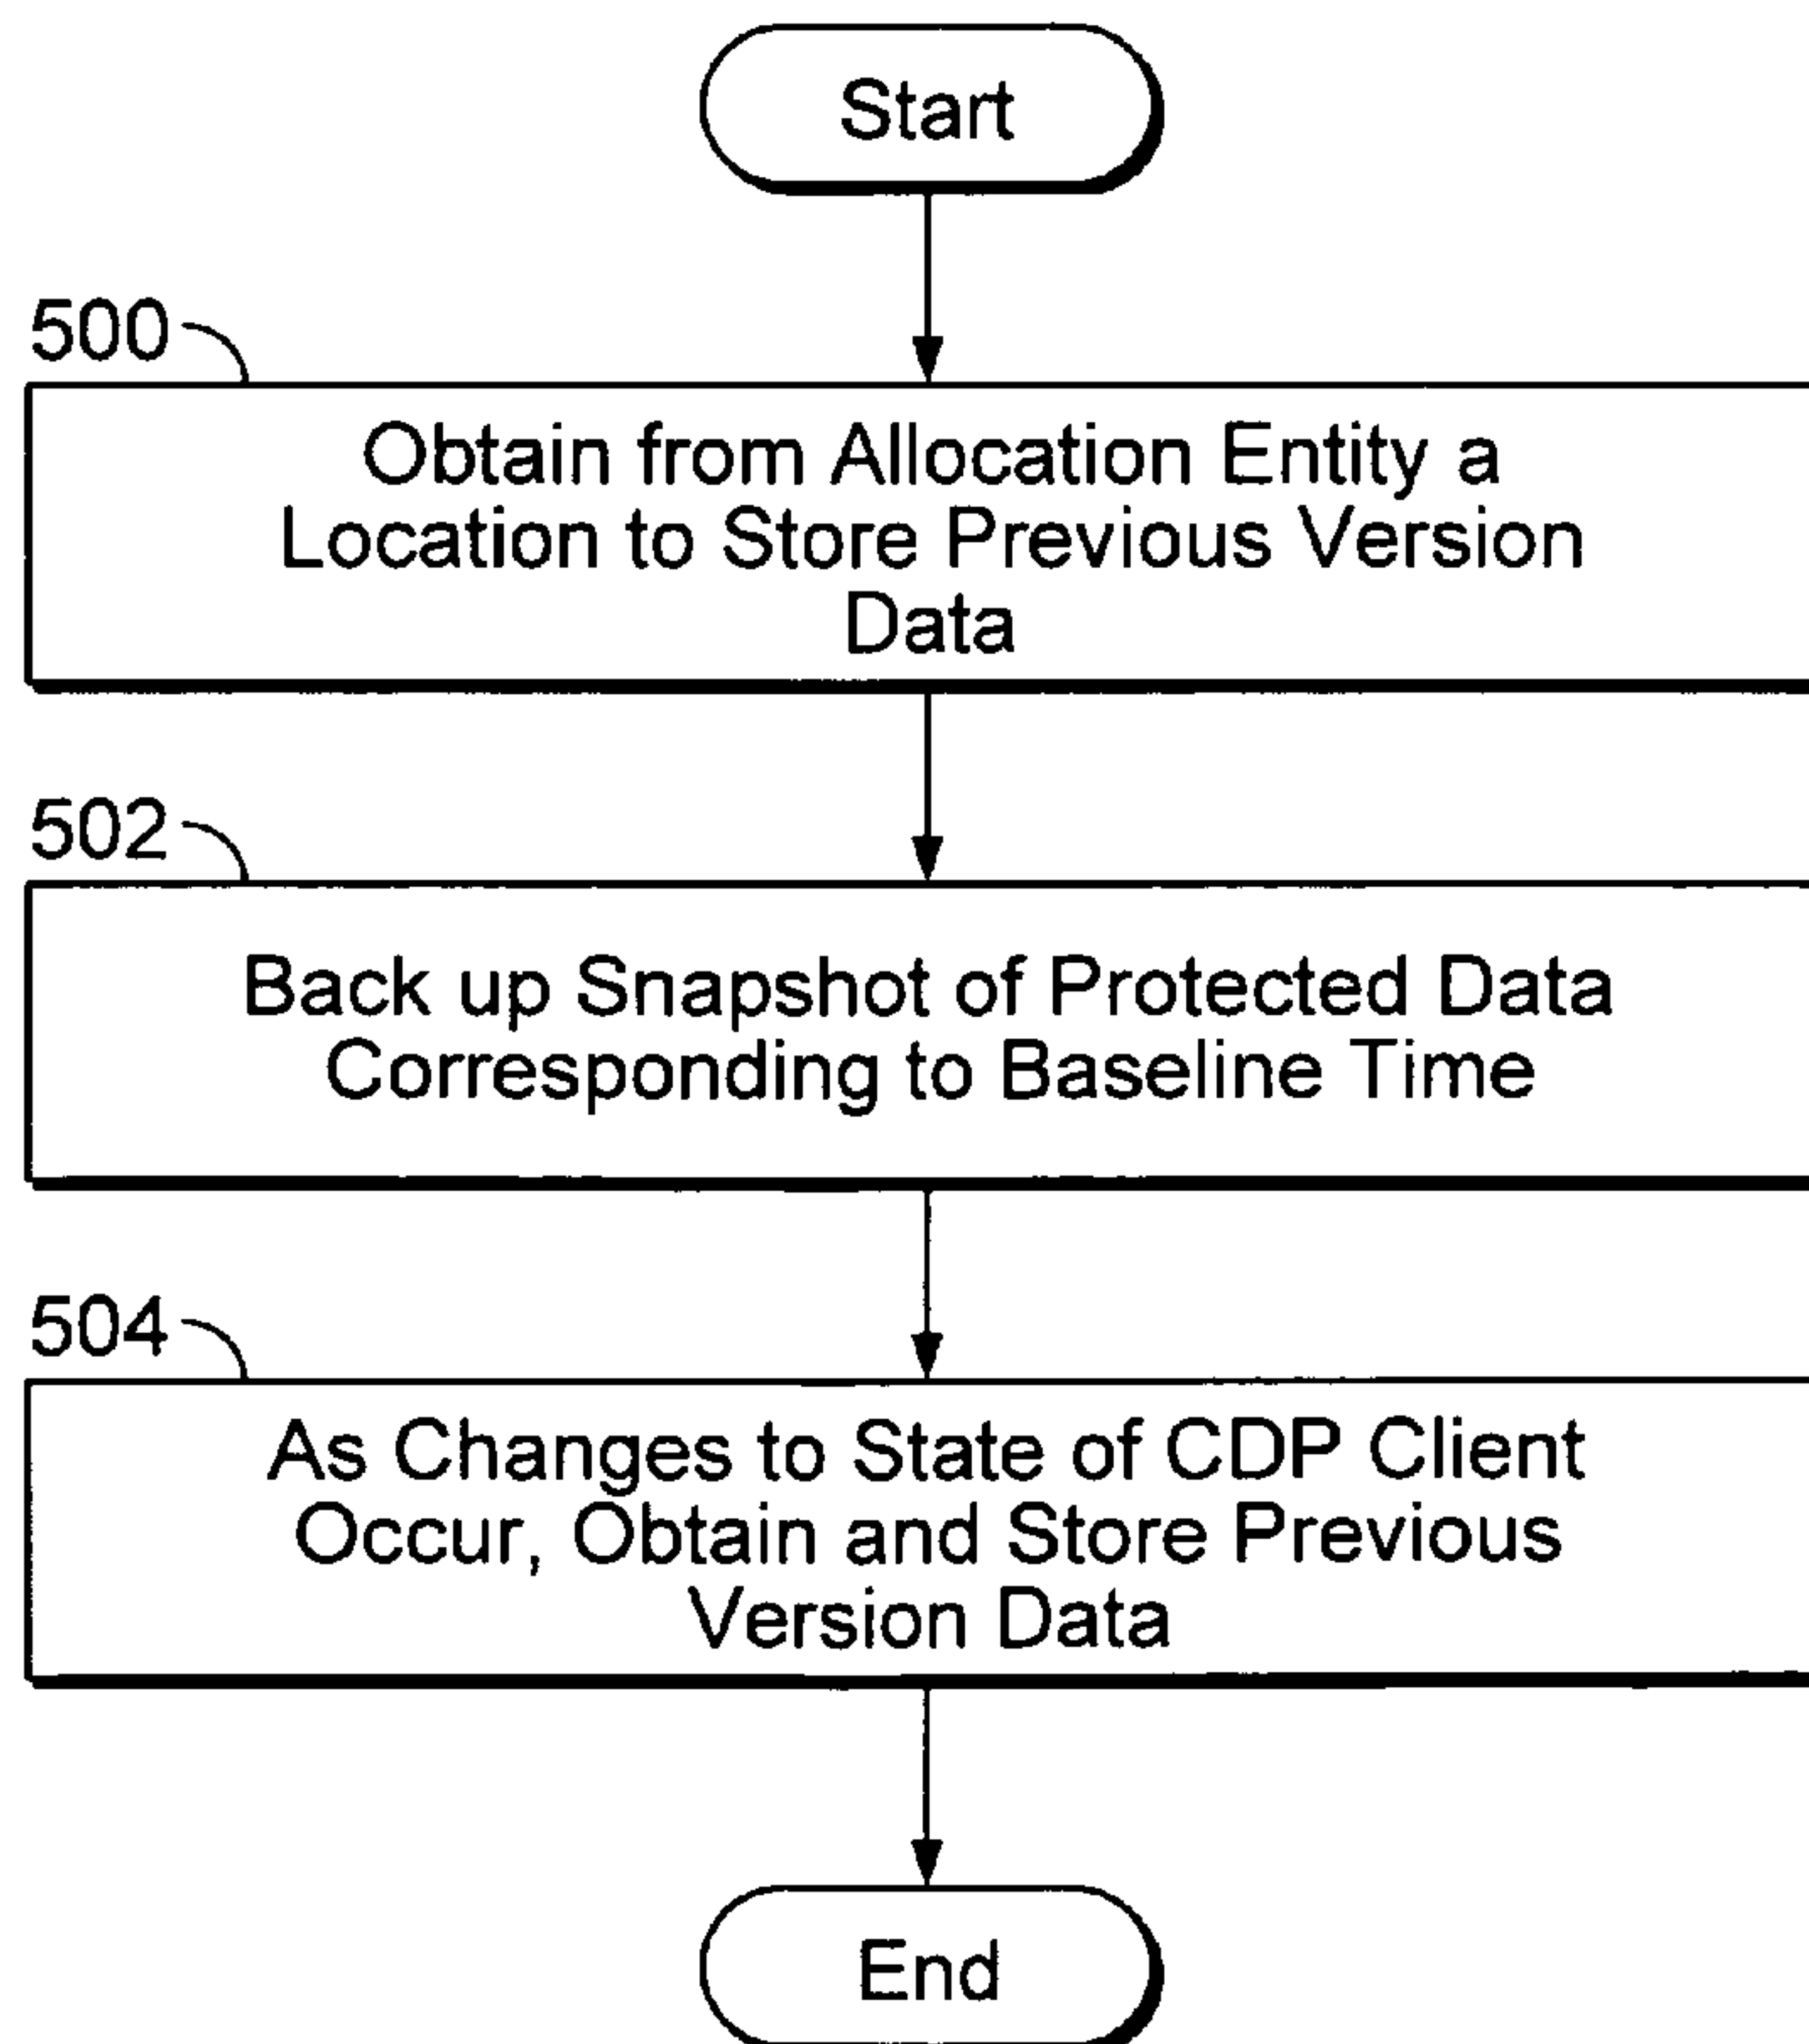 Start
500
Obtain from Allocation Entity a
Location to Store Previous Version
Data
502
Back up Snapshot of Protected Data
Corresponding to Baseline Time
504
As Changes to State of CDP Client
Occur, Obtain and Store Previous
Version Data
End